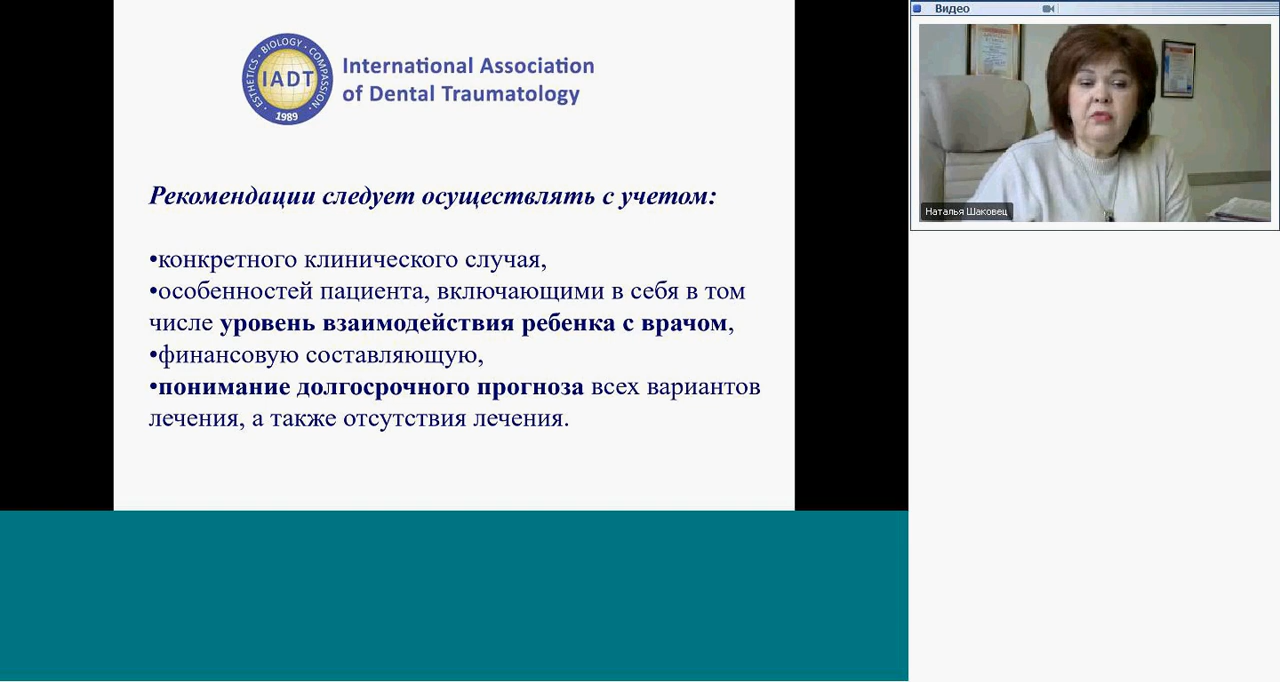 ESTHETICS · BIOLOGY · COMPASSION ·
IADT
1989
International Association
of Dental Traumatology
Рекомендации следует осуществлять с учетом:
•конкретного клинического случая,
•особенностей пациента, включающими в себя в том
числе уровень взаимодействия ребенка с врачом,
•финансовую составляющую,
•понимание долгосрочного прогноза всех вариантов
лечения, а также отсутствия лечения.
Видео
Наталья Шаковец